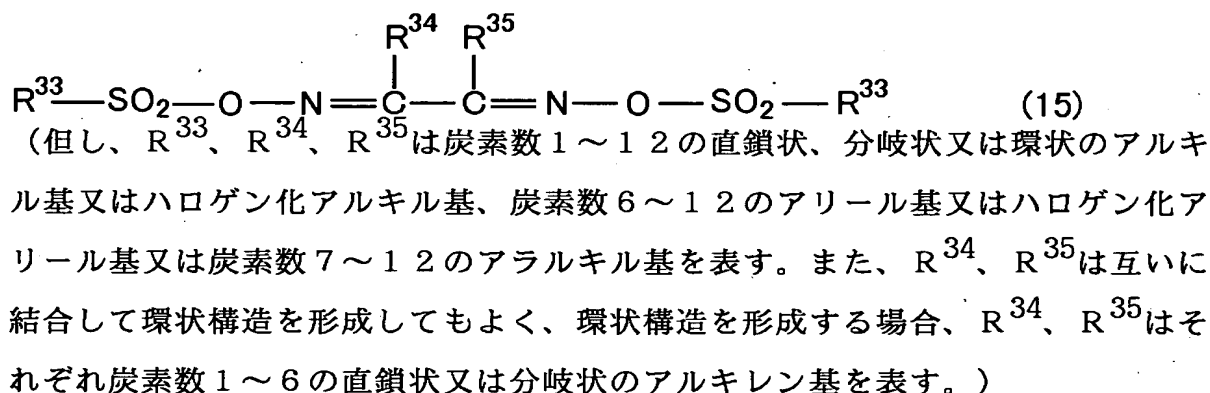 R34 R35
R33—SO2—O—N=C—C=N—O—SO2—R33 (15)
(但し、R33、R34、R35は炭素数1~12の直鎖状、分岐状又は環状のアルキ
ル基又はハロゲン化アルキル基、炭素数6~12のアリール基又はハロゲン化ア
リール基又は炭素数7~12のアラルキル基を表す。また、R34、R35は互いに
結合して環状構造を形成してもよく、環状構造を形成する場合、R34、R35はそ
れぞれ炭素数1~6の直鎖状又は分岐状のアルキレン基を表す。)